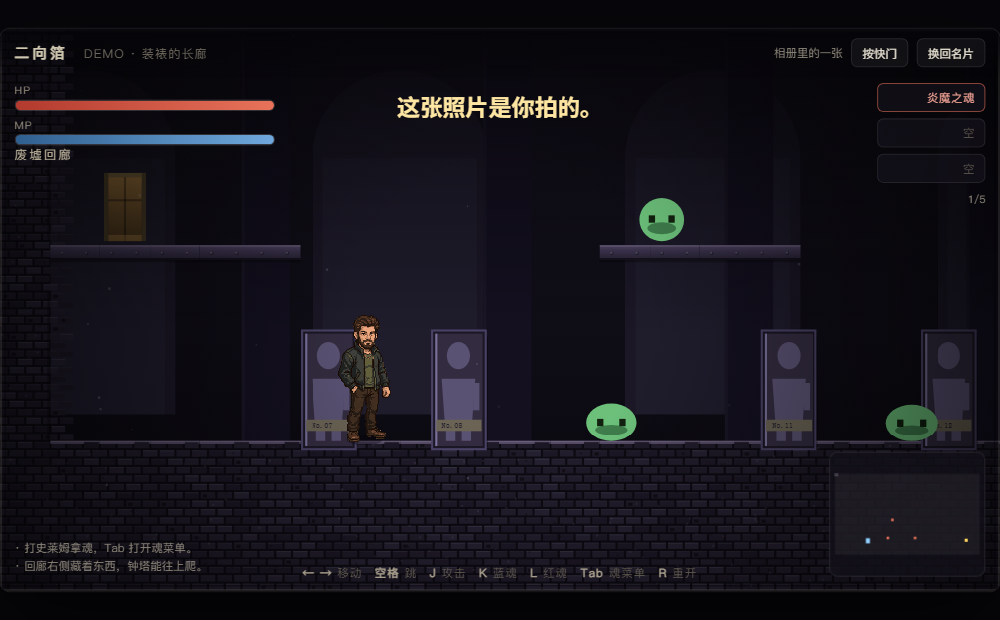 二向箔 DEMO · 装裱的长廊 相册里的一张 按快门 换回名片
HP
炎魔之魂
这张照片是你拍的。
MP
空
废墟回廊
空
1/5
No.07
No.08
No.11
· 打史莱姆拿魂，Tab 打开魂菜单。
· 回廊右侧藏着东西，钟塔能往上爬。
← → 移动 空格 跳 J 攻击 K 蓝魂 L 红魂 Tab 魂菜单 R 重开